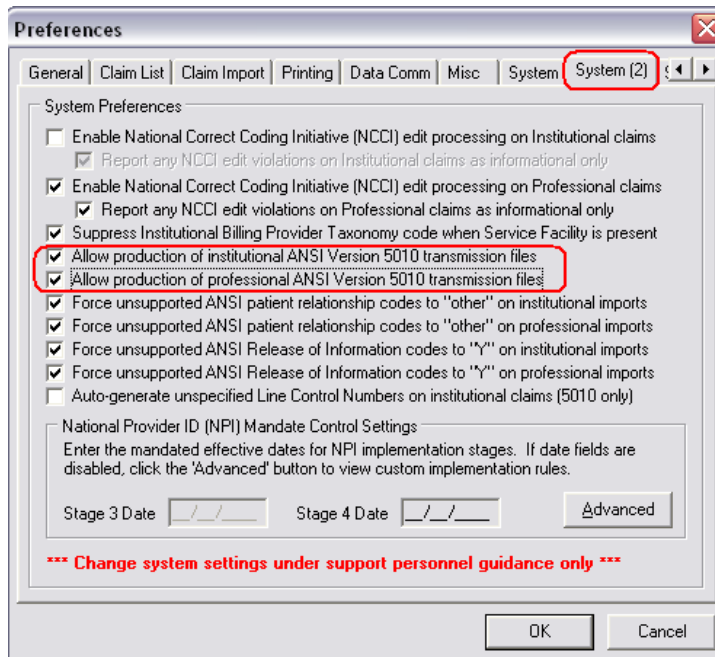 Preferences
General Claim List Claim Import Printing Data Comm Misc System System (2)
System Preferences
Enable National Correct Coding Initiative (NCCI) edit processing on Institutional claims
Report any NCCI edit violations on Institutional claims as informational only
Enable National Correct Coding Initiative (NCCI) edit processing on Professional claims
Report any NCCI edit violations on Professional claims as informational only
Suppress Institutional Billing Provider Taxonomy code when Service Facility is present
Allow production of institutional ANSI Version 5010 transmission files
Allow production of professional ANSI Version 5010 transmission files
Force unsupported ANSI patient relationship codes to "other" on institutional imports
Force unsupported ANSI patient relationship codes to "other" on professional imports
Force unsupported ANSI Release of Information codes to "Y" on institutional imports
Force unsupported ANSI Release of Information codes to "Y" on professional imports
Auto-generate unspecified Line Control Numbers on institutional claims (5010 only)
National Provider ID (NPI) Mandate Control Settings
Enter the mandated effective dates for NPI implementation stages. If date fields are
disabled, click the 'Advanced' button to view custom implementation rules.
Stage 3 Date __/__/____ Stage 4 Date __/__/____ Advanced
*** Change system settings under support personnel guidance only ***
OK Cancel